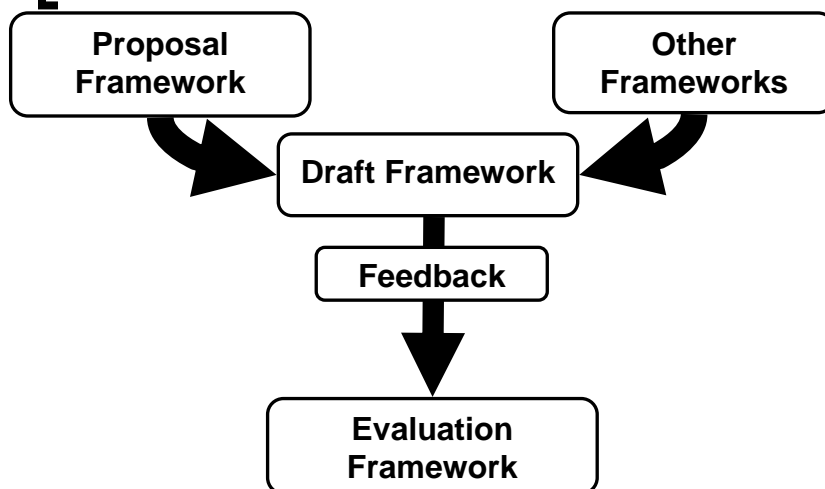 Proposal
Framework
Other
Frameworks
Draft Framework
Feedback
Evaluation
Framework